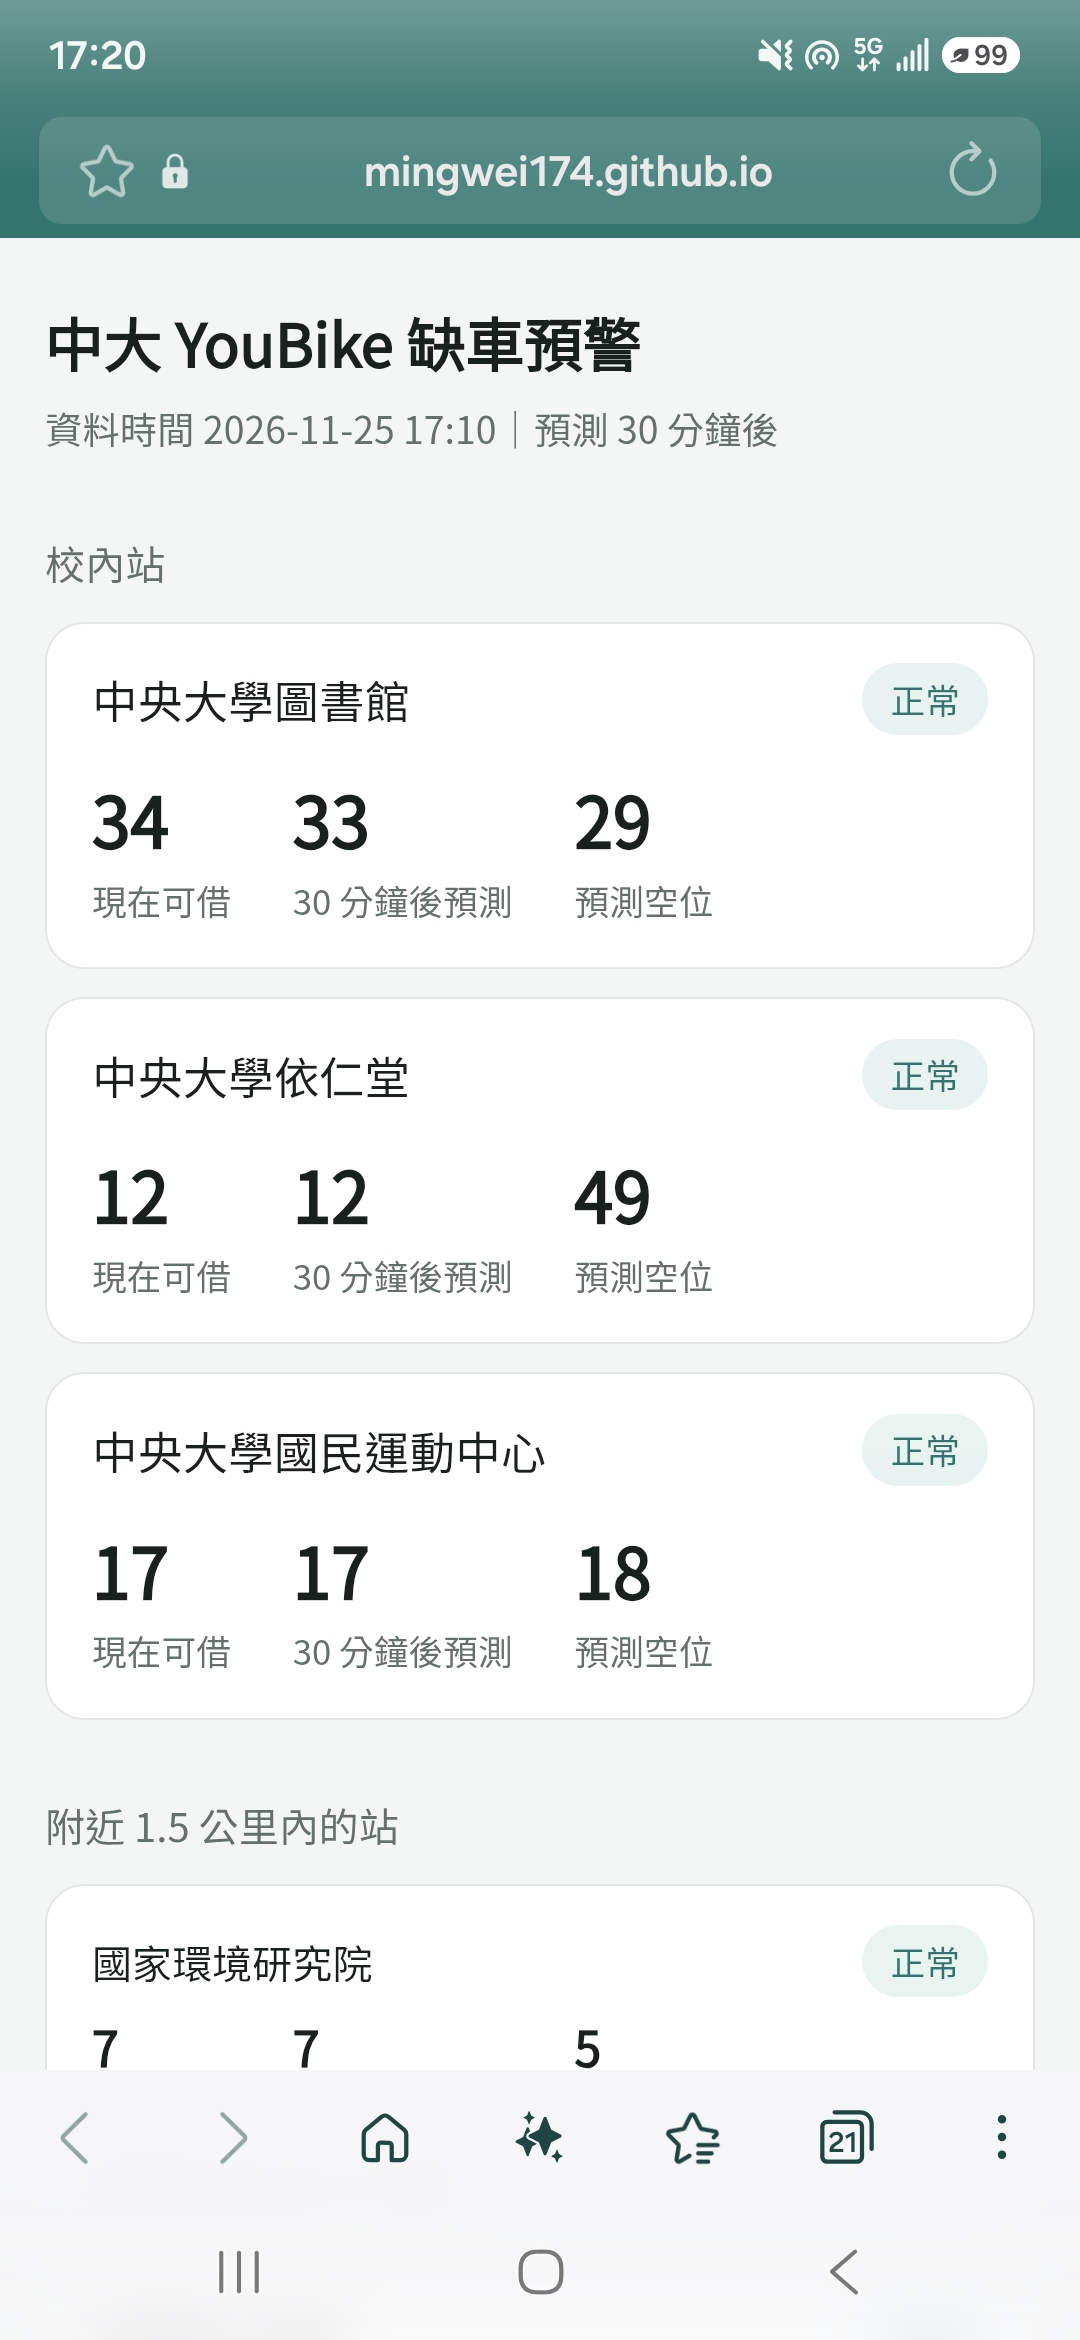 17:20
5G
99
mingwei174.github.io
中大 YouBike 缺車預警
資料時間 2026-11-25 17:10｜預測 30 分鐘後
校內站
中央大學圖書館
正常
34 33 29
現在可借 30 分鐘後預測 預測空位
中央大學依仁堂
正常
12 12 49
現在可借 30 分鐘後預測 預測空位
中央大學國民運動中心
正常
17 17 18
現在可借 30 分鐘後預測 預測空位
附近 1.5 公里內的站
國家環境研究院
正常
7 7 5
21